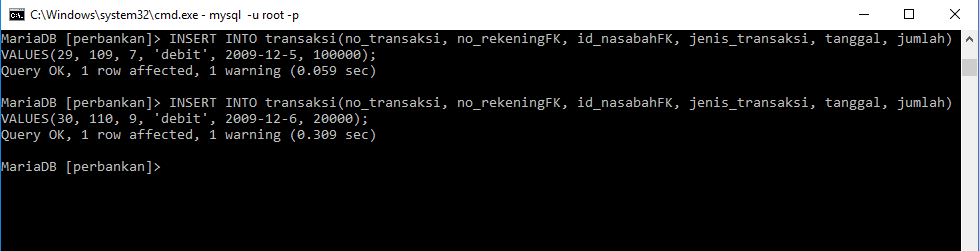 C:\Windows\system32\cmd.exe - mysql -u root -p
MariaDB [perbankan]> INSERT INTO transaksi(no_transaksi, no_rekeningFK, id_nasabahFK, jenis_transaksi, tanggal, jumlah)
VALUES(29, 109, 7, 'debit', 2009-12-5, 100000);
Query OK, 1 row affected, 1 warning (0.059 sec)
MariaDB [perbankan]> INSERT INTO transaksi(no_transaksi, no_rekeningFK, id_nasabahFK, jenis_transaksi, tanggal, jumlah)
VALUES(30, 110, 9, 'debit', 2009-12-6, 20000);
Query OK, 1 row affected, 1 warning (0.309 sec)
MariaDB [perbankan]>